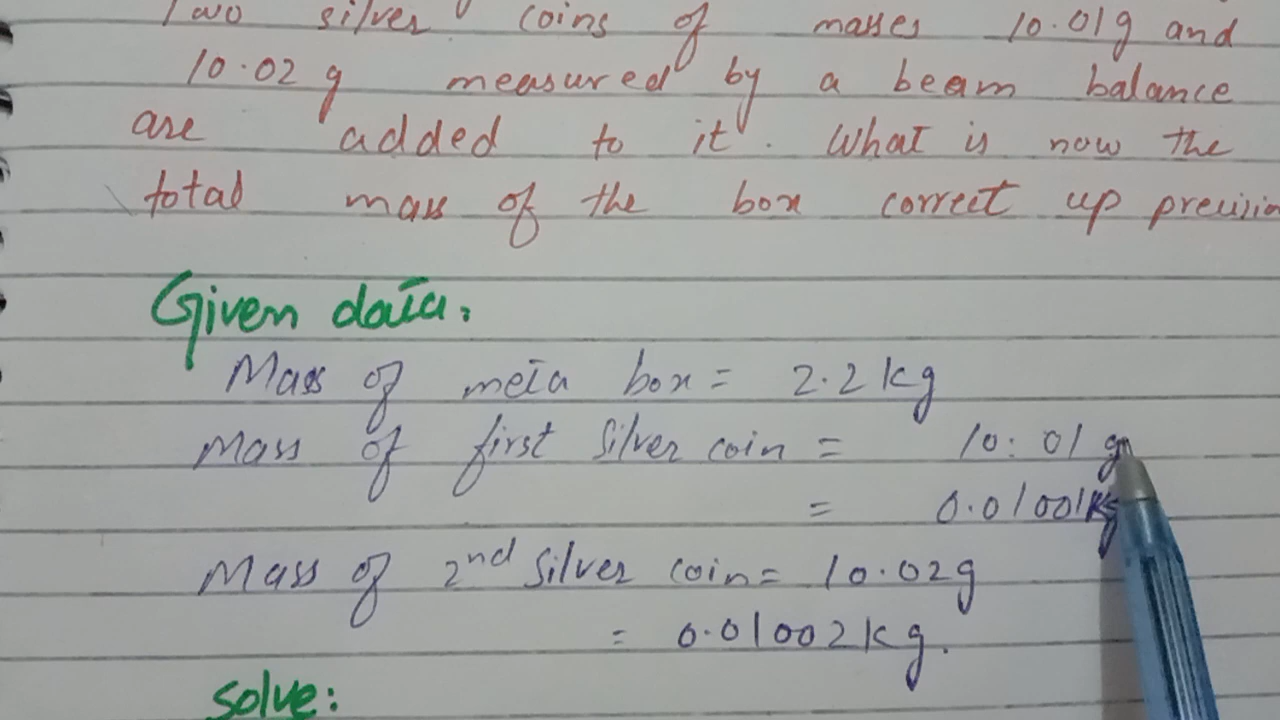 Two silver coins of masses 10.01g and
10.02 g measured by a beam balance
are added to it. What is now the
total mass of the box correct up precision
Given data:
Mass of meta box = 2.2 kg
Mass of first silver coin = 10.01 g
= 0.01001kg
Mass of 2nd silver coin = 10.02g
= 0.01002kg.
solve: